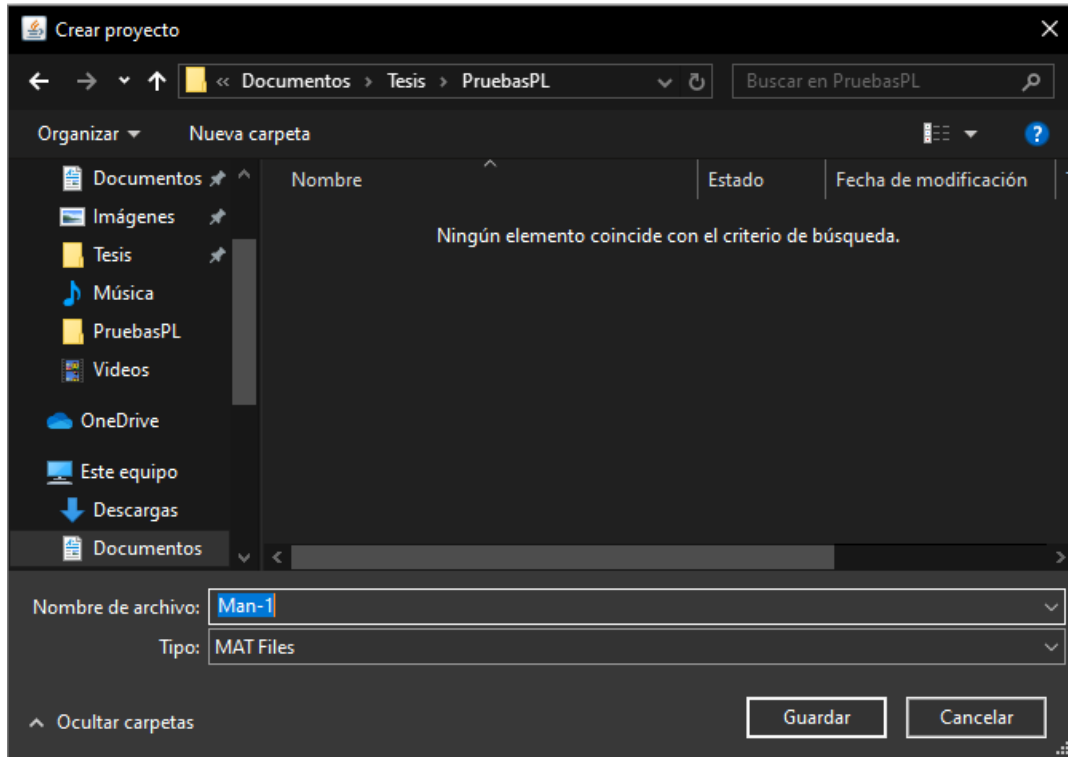 Crear proyecto
« Documentos > Tesis > PruebasPL
Buscar en PruebasPL
Organizar
Nueva carpeta
?
Documentos
Imágenes
Tesis
Música
PruebasPL
Videos
OneDrive
Este equipo
Descargas
Documentos
Nombre
Estado
Fecha de modificación
Ningún elemento coincide con el criterio de búsqueda.
Nombre de archivo: Man-1
Tipo: MAT Files
Ocultar carpetas
Guardar
Cancelar